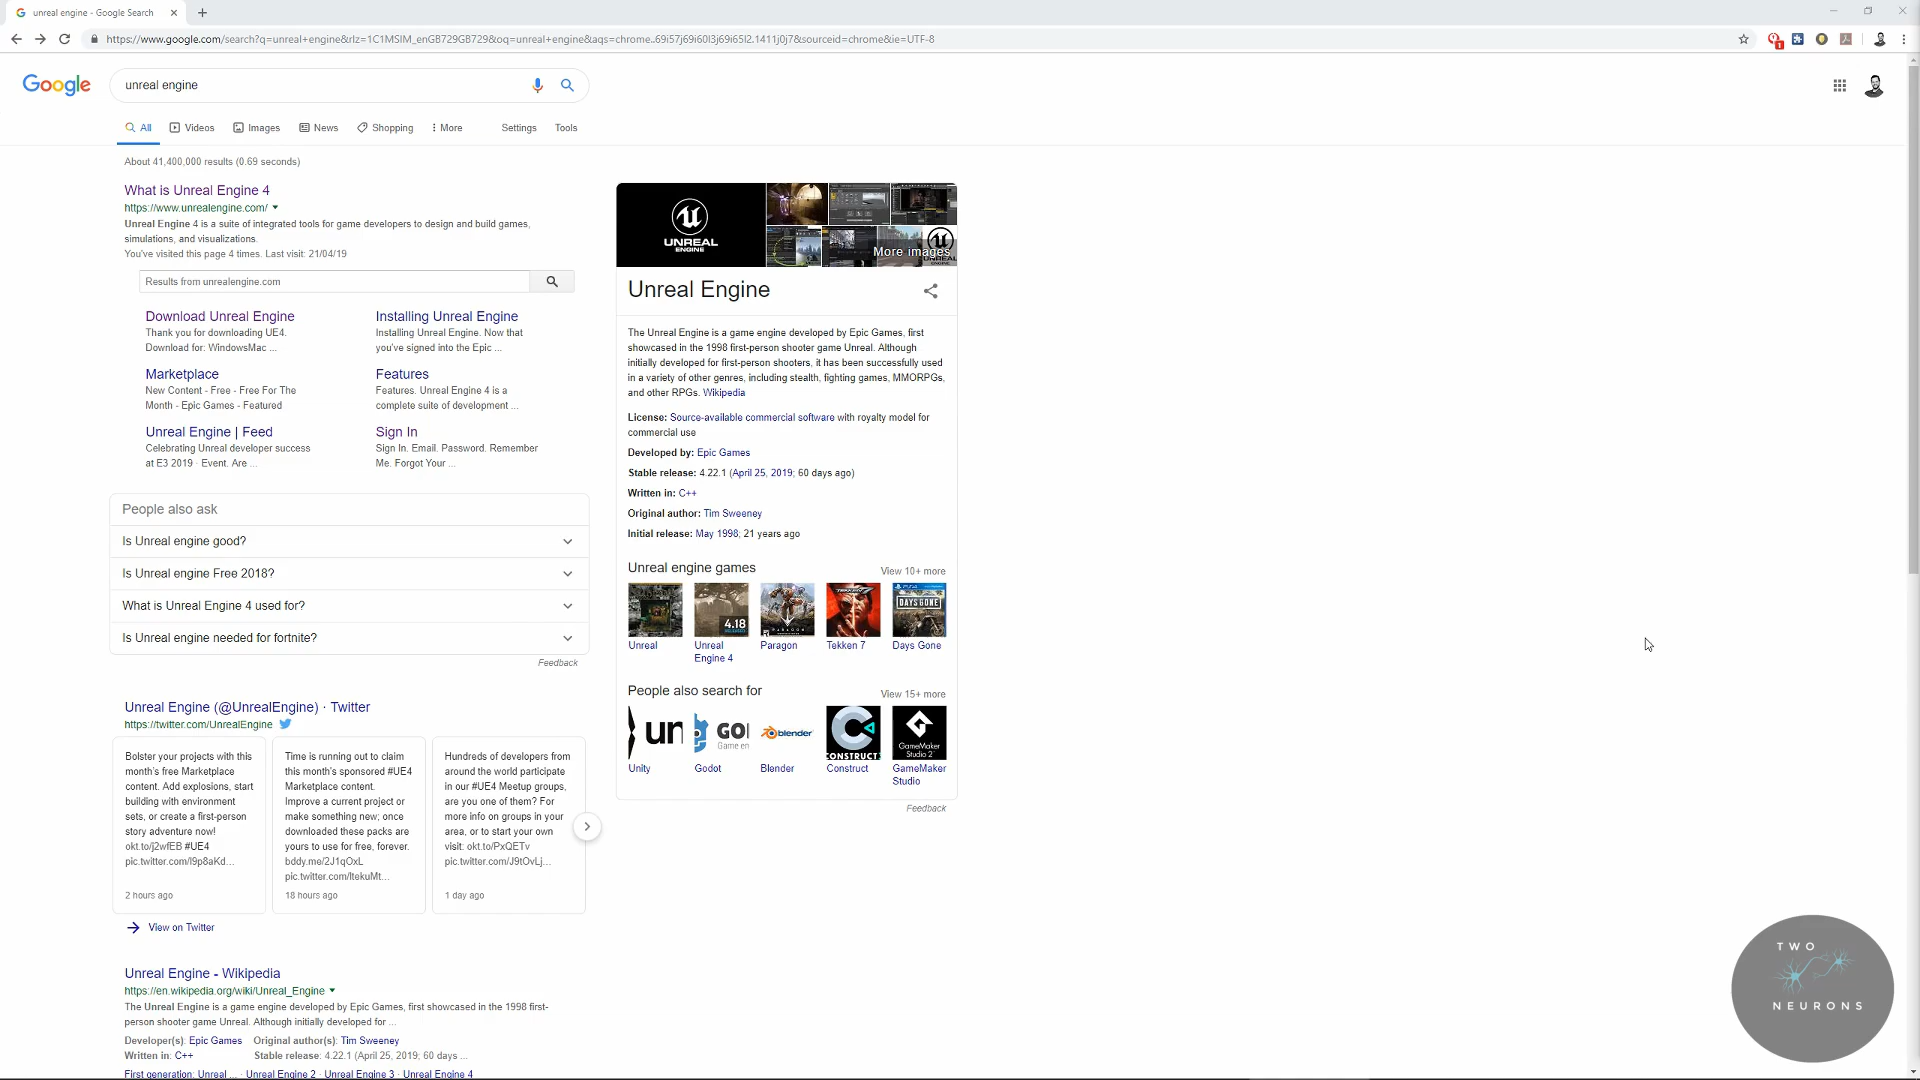 unreal engine - Google Search
https://www.google.com/search?q=unreal+engine&rlz=1C1MSIM_enGB729GB729&oq=unreal+engine&aqs=chrome..69i57j69i60l3j69i65l2.1411j0j7&sourceid=chrome&ie=UTF-8
Google
unreal engine
All Videos Images News Shopping More Settings Tools
About 41,400,000 results (0.69 seconds)
What is Unreal Engine 4
https://www.unrealengine.com/
Unreal Engine 4 is a suite of integrated tools for game developers to design and build games,
simulations, and visualizations.
You've visited this page 4 times. Last visit: 21/04/19
Results from unrealengine.com
Download Unreal Engine
Thank you for downloading UE4.
Download for: WindowsMac ...
Installing Unreal Engine
Installing Unreal Engine. Now that
you've signed into the Epic ...
Marketplace
New Content - Free - Free For The
Month - Epic Games - Featured
Features
Features. Unreal Engine 4 is a
complete suite of development ...
Unreal Engine | Feed
Celebrating Unreal developer success
at E3 2019 · Event. Are ...
Sign In
Sign In. Email. Password. Remember
Me. Forgot Your ...
People also ask
Is Unreal engine good?
Is Unreal engine Free 2018?
What is Unreal Engine 4 used for?
Is Unreal engine needed for fortnite?
Feedback
Unreal Engine (@UnrealEngine) · Twitter
https://twitter.com/UnrealEngine
Bolster your projects with this
month's free Marketplace
content. Add explosions, start
building with environment
sets, or create a first-person
story adventure now!
okt.to/j2wfEB #UE4
pic.twitter.com/l9p8aKd...
2 hours ago
Time is running out to claim
this month's sponsored #UE4
Marketplace content.
Improve a current project or
make something new; once
downloaded these packs are
yours to use for free, forever.
bddy.me/2J1qOxL
pic.twitter.com/ltekuMt...
18 hours ago
Hundreds of developers from
around the world participate
in our #UE4 Meetup groups,
are you one of them? For
more info on groups in your
area, or to start your own
visit: okt.to/PxQETv
pic.twitter.com/J9tOvLj...
1 day ago
View on Twitter
Unreal Engine - Wikipedia
https://en.wikipedia.org/wiki/Unreal_Engine
The Unreal Engine is a game engine developed by Epic Games, first showcased in the 1998 first-
person shooter game Unreal. Although initially developed for ...
Developer(s): Epic Games Original author(s): Tim Sweeney
Written in: C++ Stable release: 4.22.1 (April 25, 2019; 60 days ...
First generation: Unreal ... · Unreal Engine 2 · Unreal Engine 3 · Unreal Engine 4
UNREAL
ENGINE
More images
Unreal Engine
The Unreal Engine is a game engine developed by Epic Games, first
showcased in the 1998 first-person shooter game Unreal. Although
initially developed for first-person shooters, it has been successfully used
in a variety of other genres, including stealth, fighting games, MMORPGs,
and other RPGs. Wikipedia
License: Source-available commercial software with royalty model for
commercial use
Developed by: Epic Games
Stable release: 4.22.1 (April 25, 2019; 60 days ago)
Written in: C++
Original author: Tim Sweeney
Initial release: May 1998; 21 years ago
Unreal engine games
View 10+ more
4.18
PARAGON
TEKKEN 7
PS4
DAYS GONE
Unreal
Unreal
Engine 4
Paragon
Tekken 7
Days Gone
People also search for
View 15+ more
un
GO
Game en
blender
CONSTRUCT
GameMaker
Studio 2
Unity
Godot
Blender
Construct
GameMaker
Studio
Feedback
TWO
NEURONS